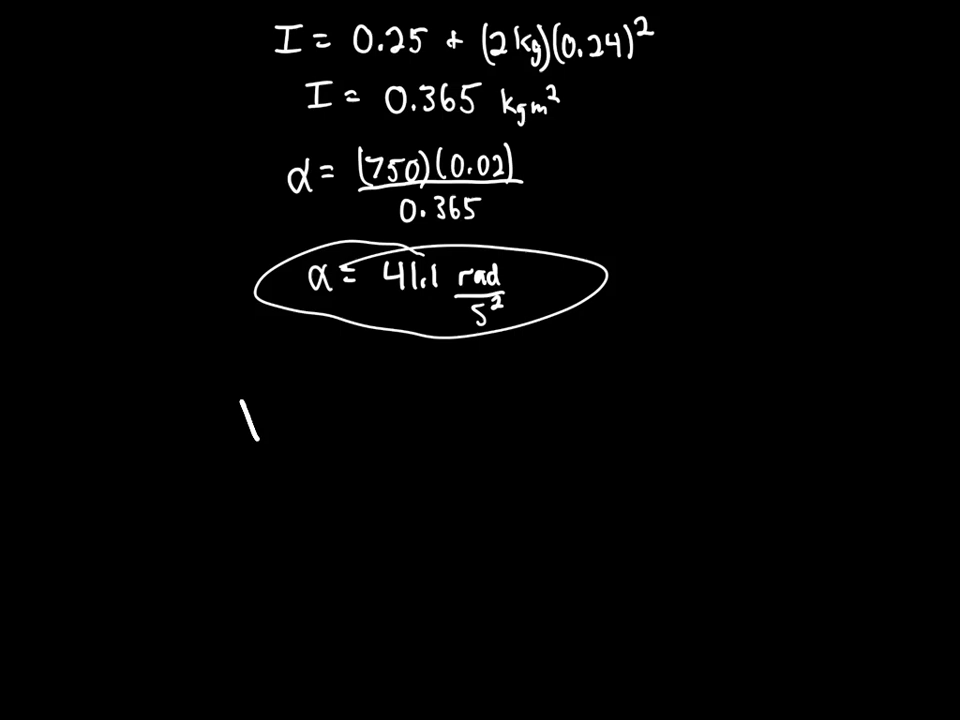 I = 0.25 + (2kg)(0.24)²
I = 0.365 kgm²
α = (750)(0.02)
0.365
α = 41.1 rad/s²
\